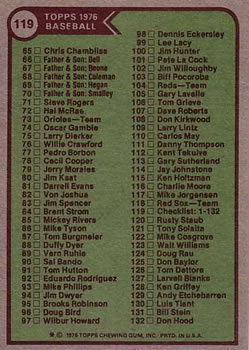 119
TOPPS 1976
BASEBALL
65 Chris Chambliss
66 Father & Son: Bell
67 Father & Son: Boone
68 Father & Son: Coleman
69 Father & Son: Hegan
70 Father & Son: Smalley
71 Steve Rogers
72 Hal McRae
73 Orioles—Team
74 Oscar Gamble
75 Larry Dierker
76 Willie Crawford
77 Pedro Borbon
78 Cecil Cooper
79 Jerry Morales
80 Jim Kaat
81 Darrell Evans
82 Von Joshua
83 Jim Spencer
84 Brent Strom
85 Mickey Rivers
86 Mike Tyson
87 Tom Burgmeier
88 Duffy Dyer
89 Vern Ruhle
90 Sal Bando
91 Tom Hutton
92 Eduardo Rodriguez
93 Mike Phillips
94 Jim Dwyer
95 Brooks Robinson
96 Doug Bird
97 Wilbur Howard
98 Dennis Eckersley
99 Lee Lacy
100 Jim Hunter
101 Pete La Cock
102 Jim Willoughby
103 Biff Pocoroba
104 Reds—Team
105 Gary Lavelle
106 Tom Grieve
107 Dave Roberts
108 Don Kirkwood
109 Larry Lintz
110 Carlos May
111 Danny Thompson
112 Kent Tekulve
113 Gary Sutherland
114 Jay Johnstone
115 Ken Holtzman
116 Charlie Moore
117 Mike Jorgensen
118 Red Sox—Team
119 Checklist: 1-132
120 Rusty Staub
121 Tony Solaita
122 Mike Cosgrove
123 Walt Williams
124 Doug Rau
125 Don Baylor
126 Tom Dettore
127 Larvell Blanks
128 Ken Griffey
129 Andy Etchebarren
130 Luis Tiant
131 Bill Stein
132 Don Hood
© 1976 TOPPS CHEWING GUM, INC. PRTD. IN U.S.A.